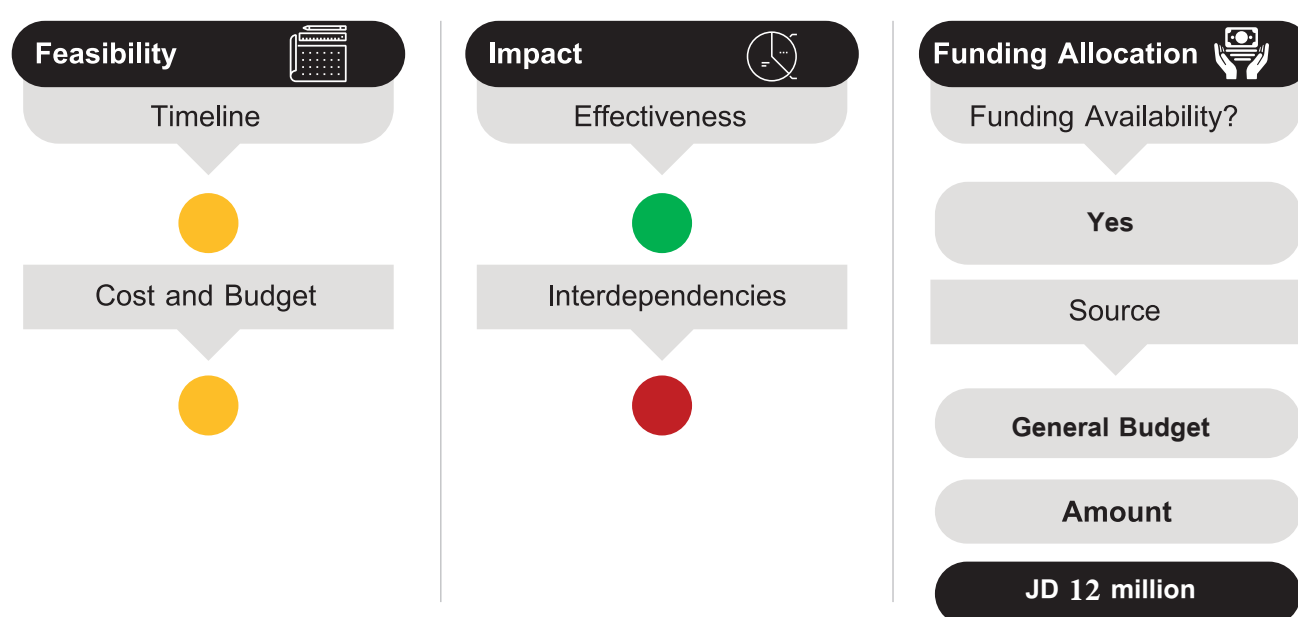 Feasibility
Timeline
Cost and Budget
Impact
Effectiveness
Interdependencies
Funding Allocation
Funding Availability?
Yes
Source
General Budget
Amount
JD 12 million